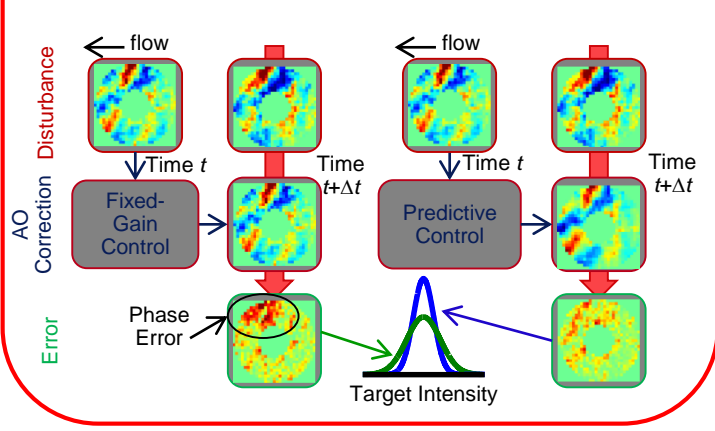 flow
flow
Disturbance
Time t
Time
t+Δt
Time t
Time
t+Δt
AO
Correction
Fixed-
Gain
Control
Predictive
Control
Error
Phase
Error
Target Intensity